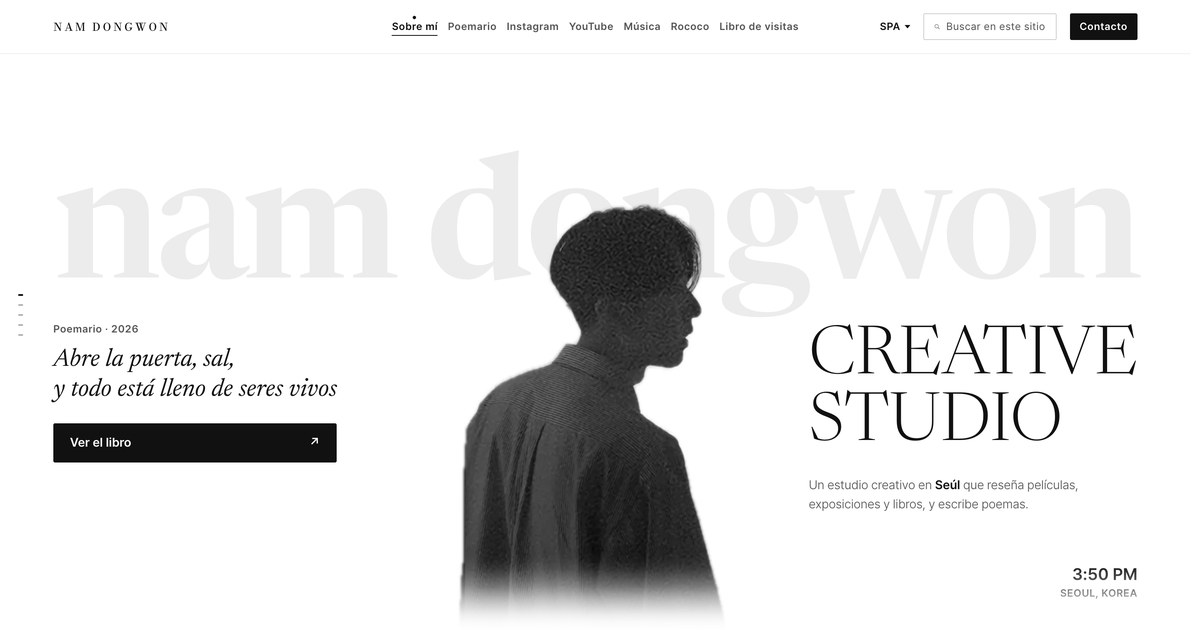 NAM DONGWON
Sobre mí Poemario Instagram YouTube Música Rococo Libro de visitas
SPA Buscar en este sitio Contacto
nam dongwon
Poemario · 2026
Abre la puerta, sal,
y todo está lleno de seres vivos
Ver el libro
CREATIVE
STUDIO
Un estudio creativo en Seúl que reseña películas,
exposiciones y libros, y escribe poemas.
3:50 PM
SEOUL, KOREA